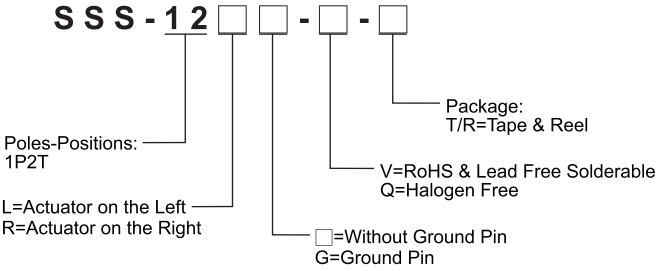 SSS-12□□-□-□
Package:
T/R=Tape & Reel
Poles-Positions:
1P2T
V=RoHS & Lead Free Solderable
Q=Halogen Free
L=Actuator on the Left
R=Actuator on the Right
□=Without Ground Pin
G=Ground Pin